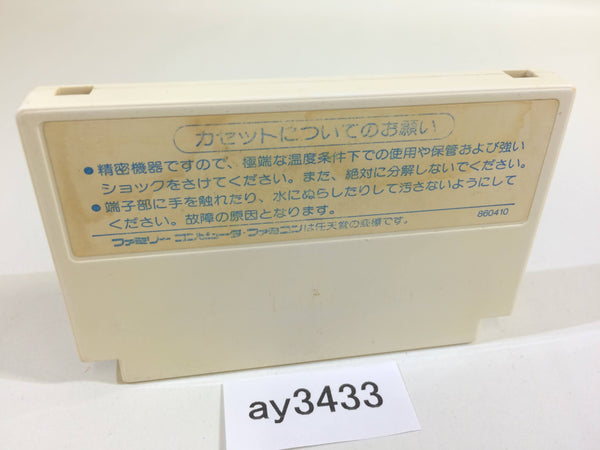 カセットについてのお願い
●精密機器ですので、極端な温度条件下での使用や保管および強い
ショックをさけてください。また、絶対に分解しないでください。
●端子部に手を触れたり、水にぬらしたりして汚さないようにして
ください。故障の原因となります。
860410
ファミリーコンピュータ・ファミコンは任天堂の商標です。
ay3433